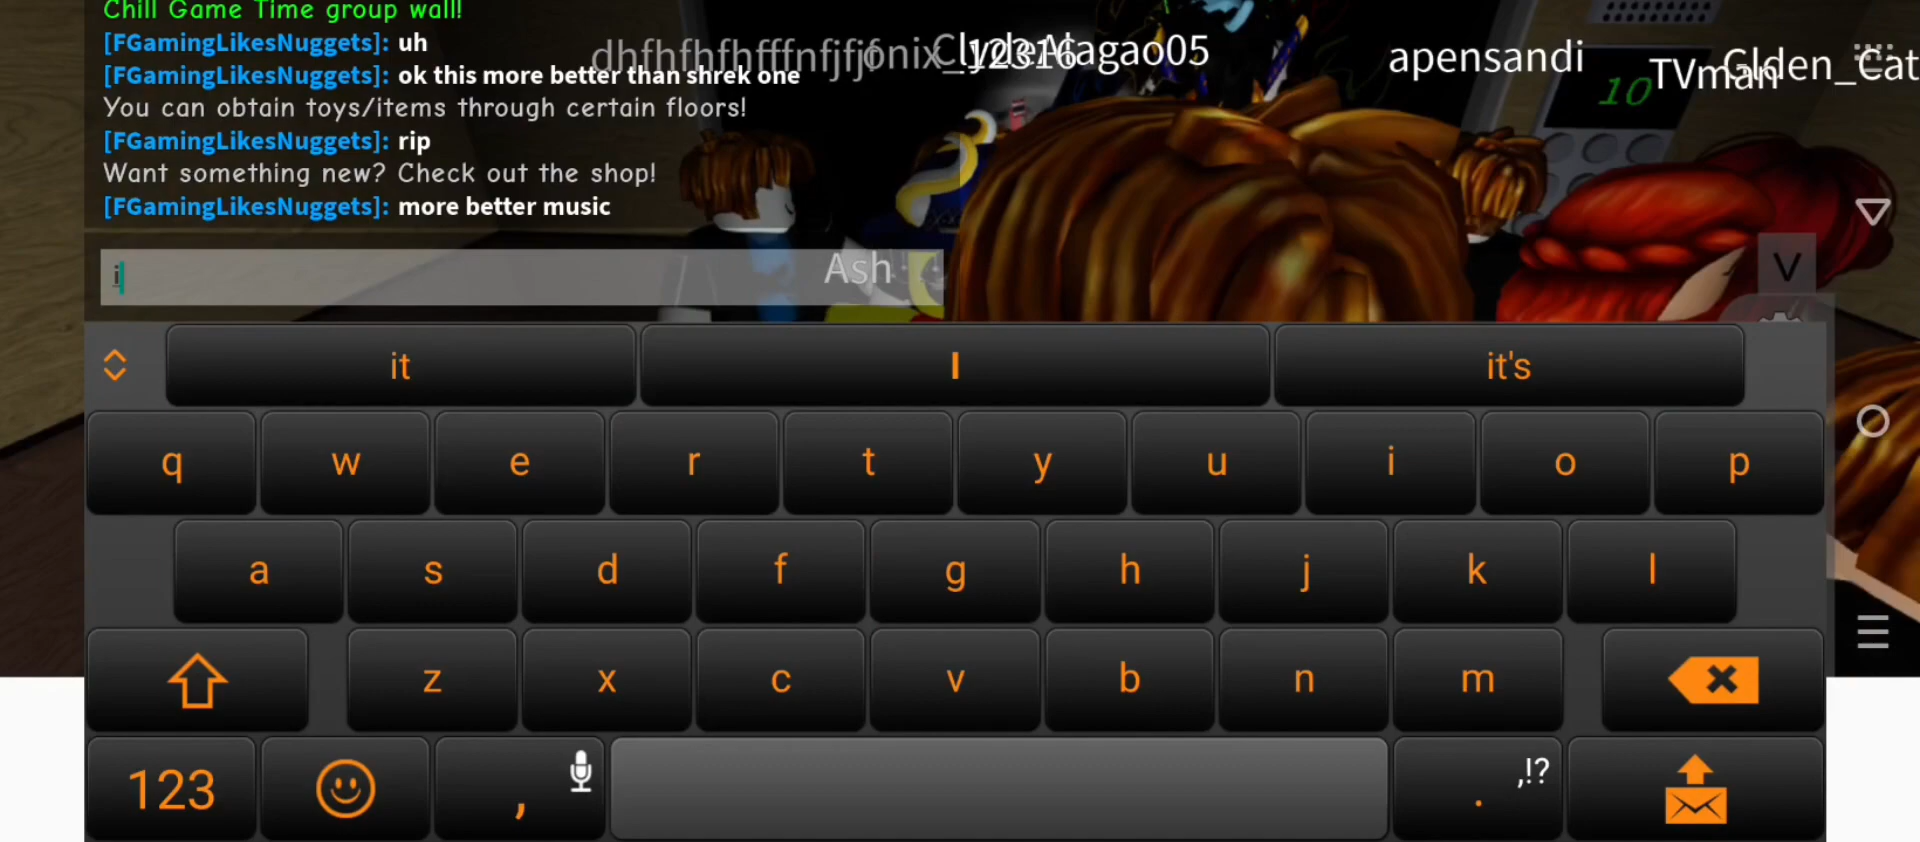 Chill Game Time group wall!
[FGamingLikesNuggets]: uh
[FGamingLikesNuggets]: ok this more better than shrek one
You can obtain toys/items through certain floors!
[FGamingLikesNuggets]: rip
Want something new? Check out the shop!
[FGamingLikesNuggets]: more better music
apensandi
TVman
10
Ash
i
V
it I it's
q w e r t y u i o p
a s d f g h j k l
z x c v b n m
123 , . ,!?